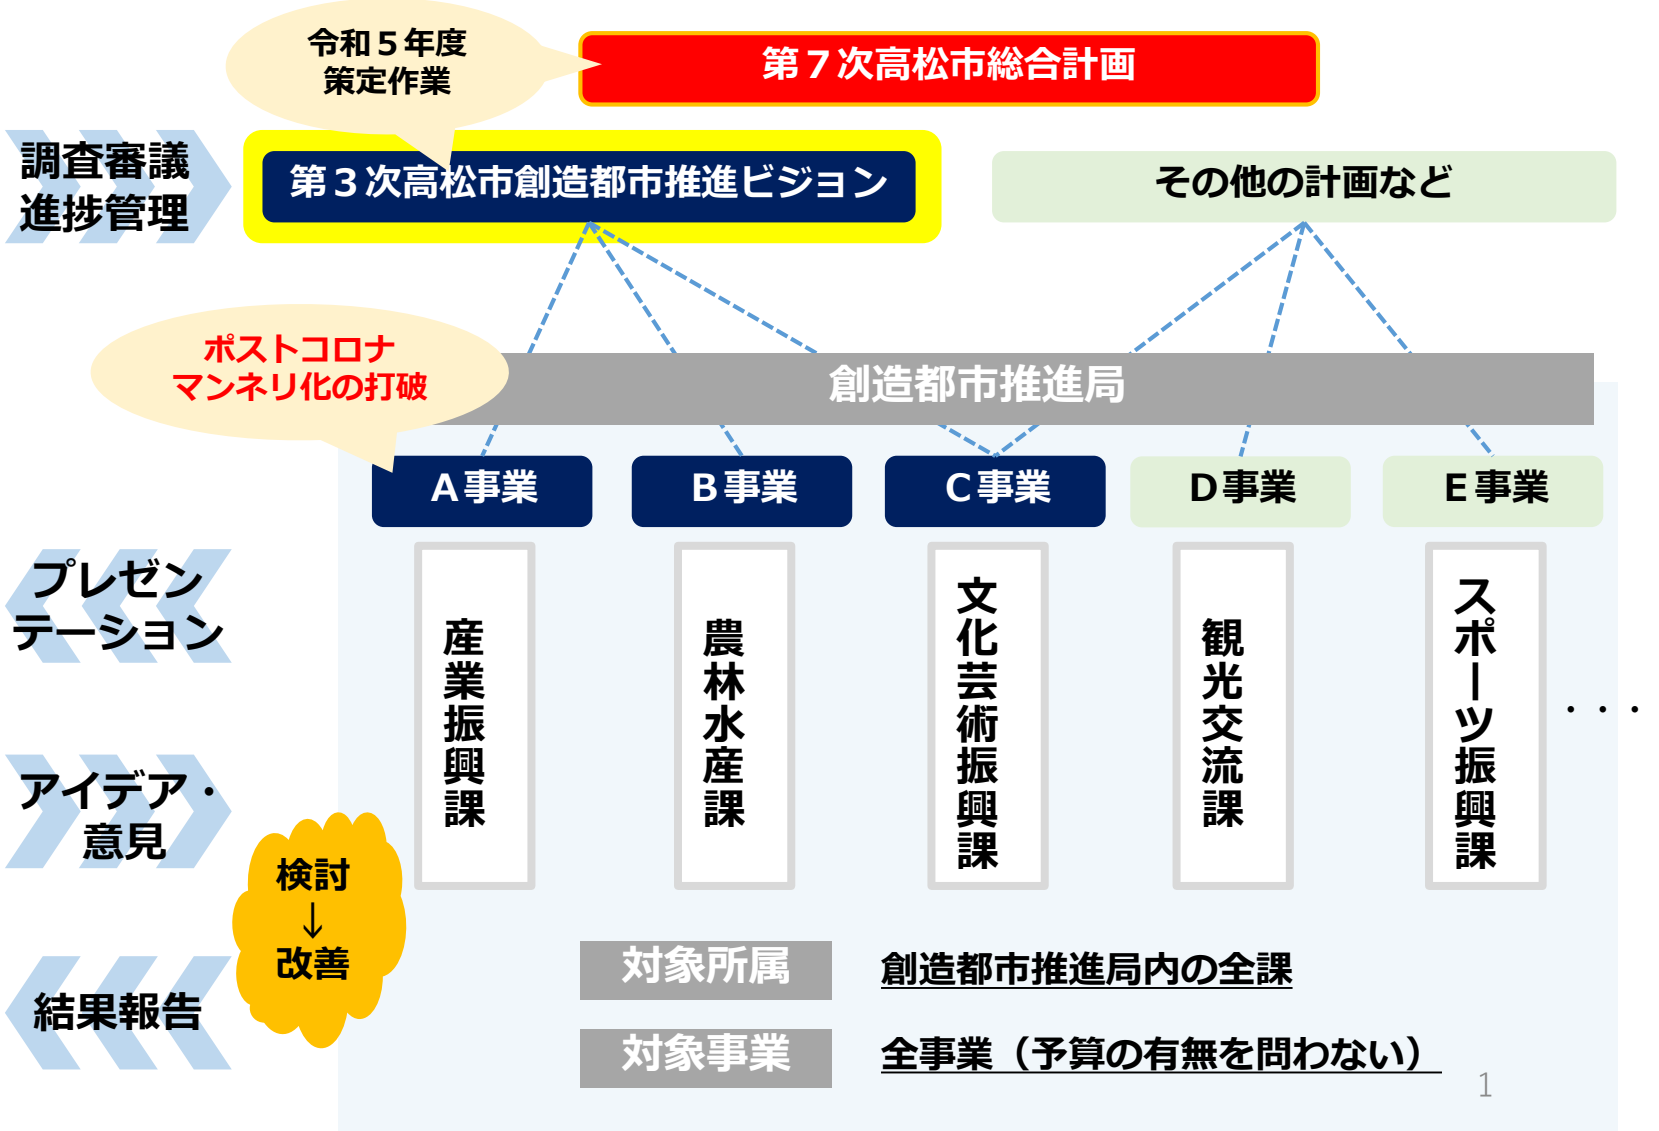 令和５年度
策定作業
第７次高松市総合計画
調査審議
進捗管理
第３次高松市創造都市推進ビジョン
その他の計画など
ポストコロナ
マンネリ化の打破
創造都市推進局
Ａ事業
Ｂ事業
Ｃ事業
Ｄ事業
Ｅ事業
プレゼン
テーション
産業振興課
農林水産課
文化芸術振興課
観光交流課
スポーツ振興課
・・・
アイデア・
意見
検討
↓
改善
結果報告
対象所属
創造都市推進局内の全課
対象事業
全事業（予算の有無を問わない）
1